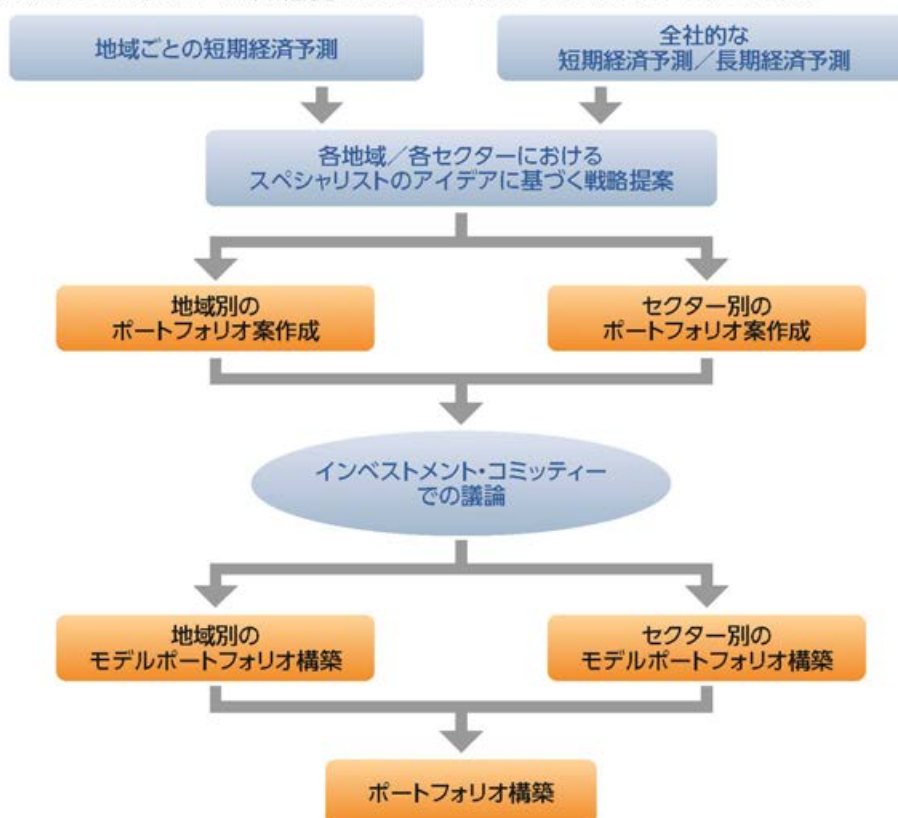 地域ごとの短期経済予測
全社的な
短期経済予測／長期経済予測
各地域／各セクターにおける
スペシャリストのアイデアに基づく戦略提案
地域別の
ポートフォリオ案作成
セクター別の
ポートフォリオ案作成
インベストメント・コミッティー
での議論
地域別の
モデルポートフォリオ構築
セクター別の
モデルポートフォリオ構築
ポートフォリオ構築